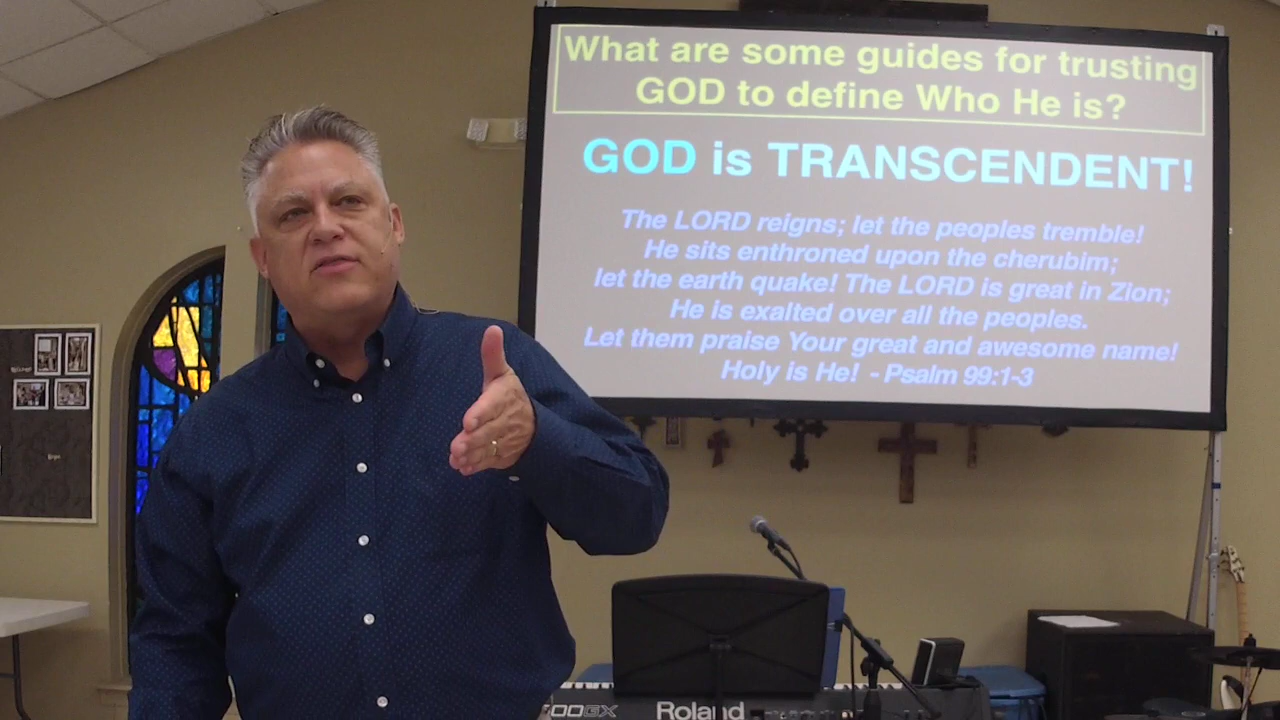 What are some guides for trusting
GOD to define Who He is?
GOD is TRANSCENDENT!
The LORD reigns; let the peoples tremble!
He sits enthroned upon the cherubim;
let the earth quake! The LORD is great in Zion;
He is exalted over all the peoples.
Let them praise Your great and awesome name!
Holy is He! - Psalm 99:1-3
Roland